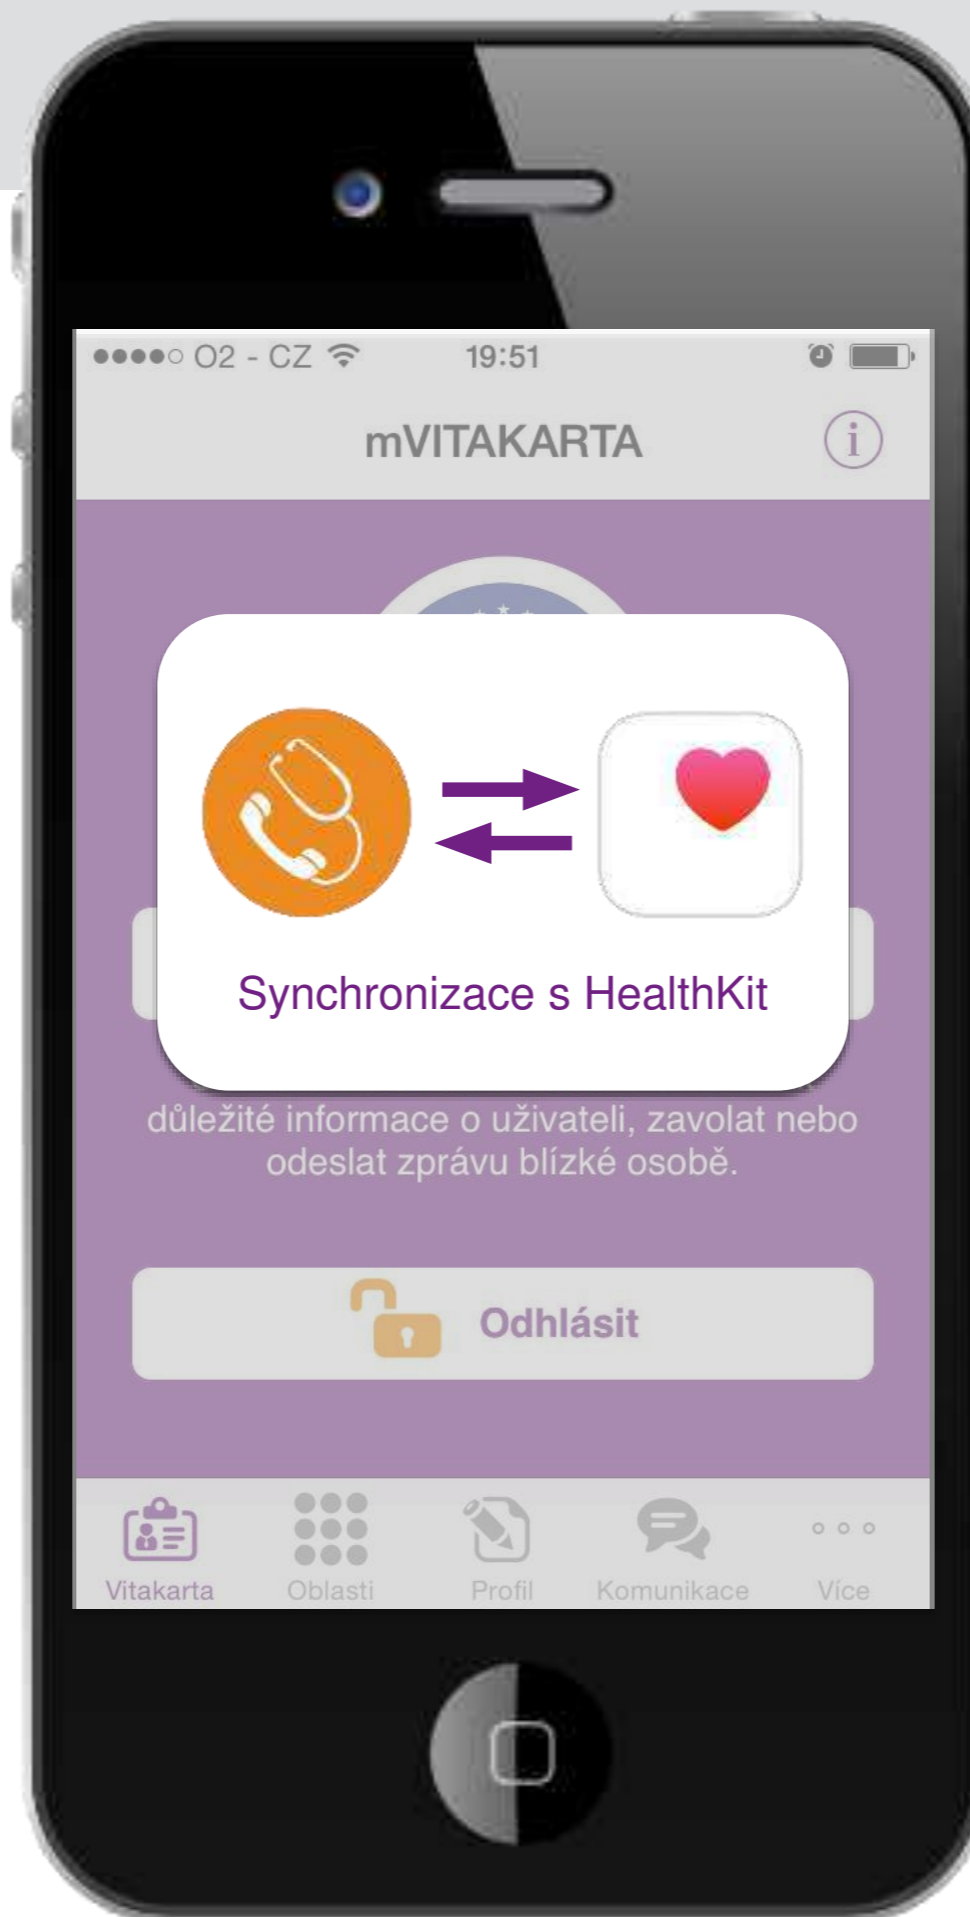 O2 - CZ 19:51
mVITAKARTA
i
Synchronizace s HealthKit
důležité informace o uživateli, zavolat nebo
odeslat zprávu blízké osobě.
Odhlásit
Vitakarta Oblasti Profil Komunikace Více